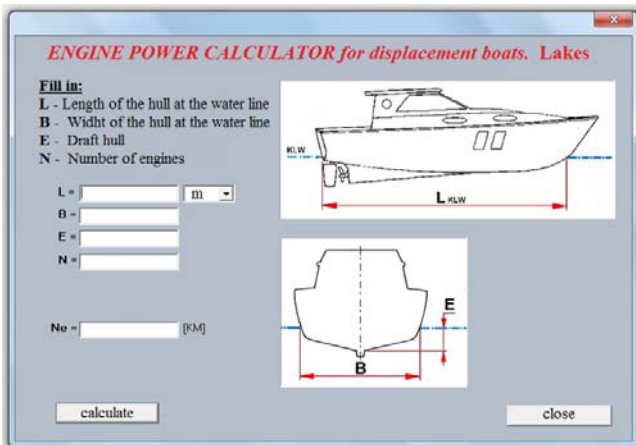 ENGINE POWER CALCULATOR for displacement boats. Lakes
Fill in:
L - Length of the hull at the water line
B - Widht of the hull at the water line
E - Draft hull
N - Number of engines
L = m
B =
E =
N =
Ne = [KM]
calculate
KLW
L KLW
E
B
close